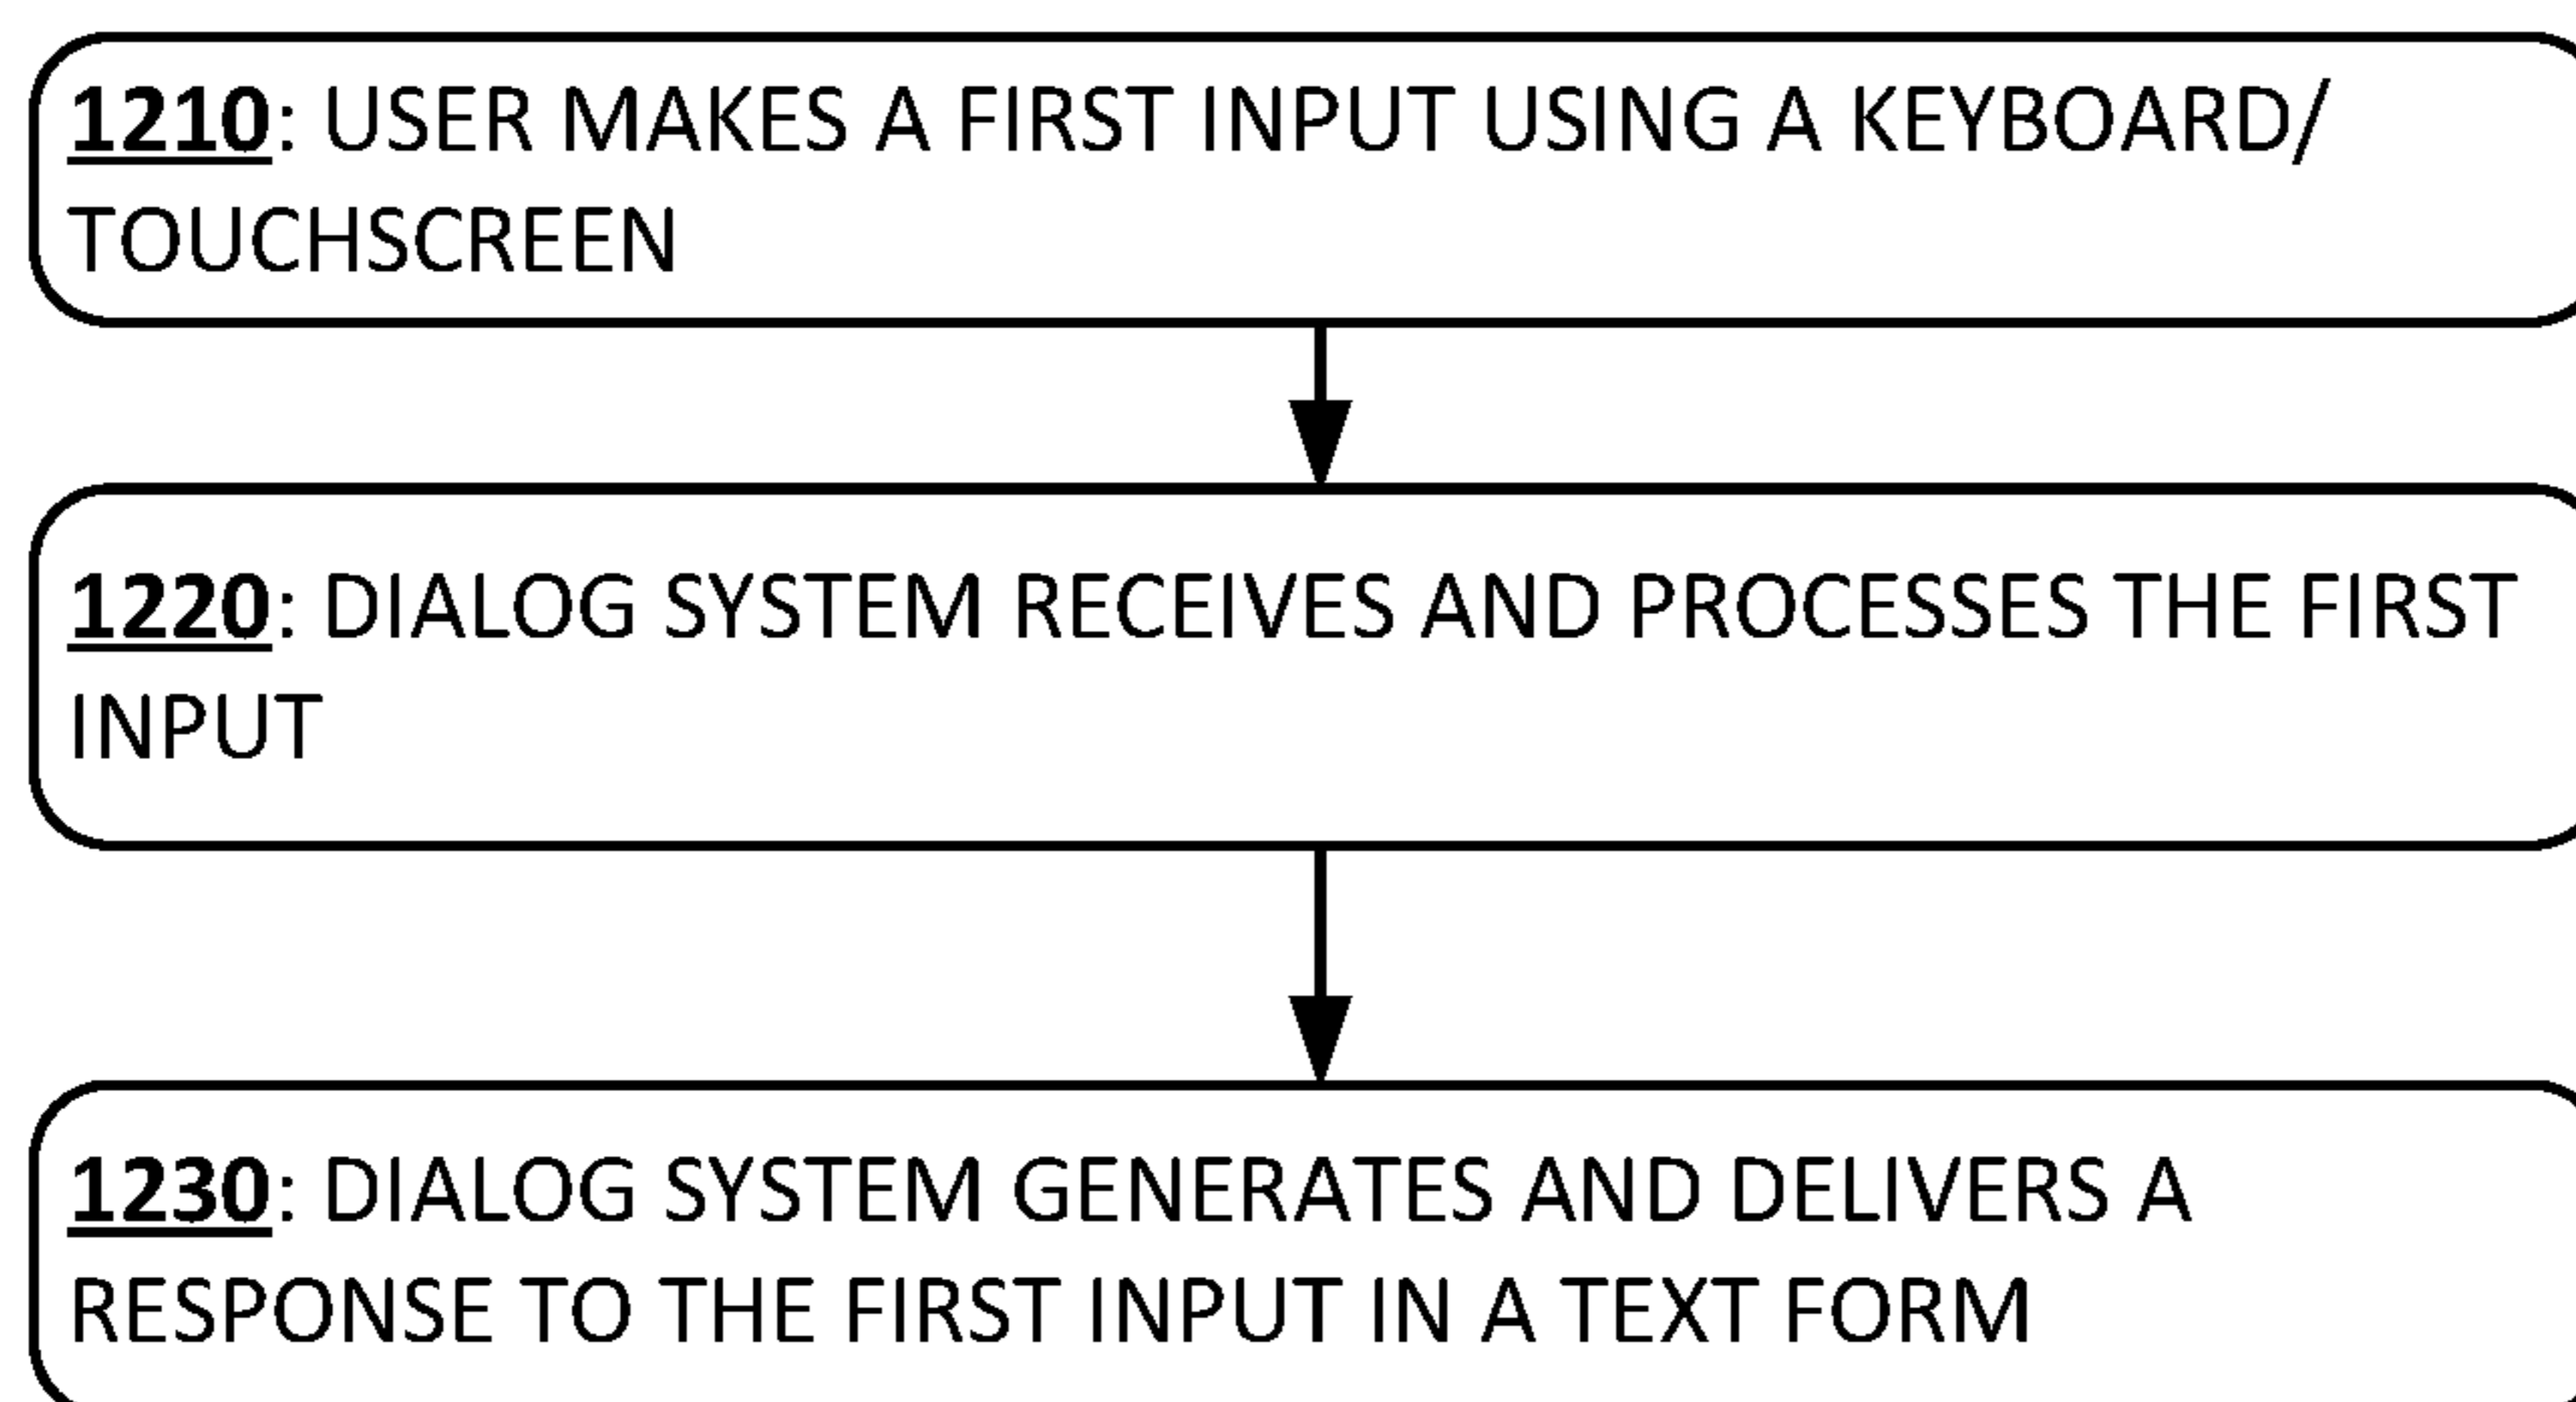 1210: USER MAKES A FIRST INPUT USING A KEYBOARD/
TOUCHSCREEN
1220: DIALOG SYSTEM RECEIVES AND PROCESSES THE FIRST
INPUT
1230: DIALOG SYSTEM GENERATES AND DELIVERS A
RESPONSE TO THE FIRST INPUT IN A TEXT FORM